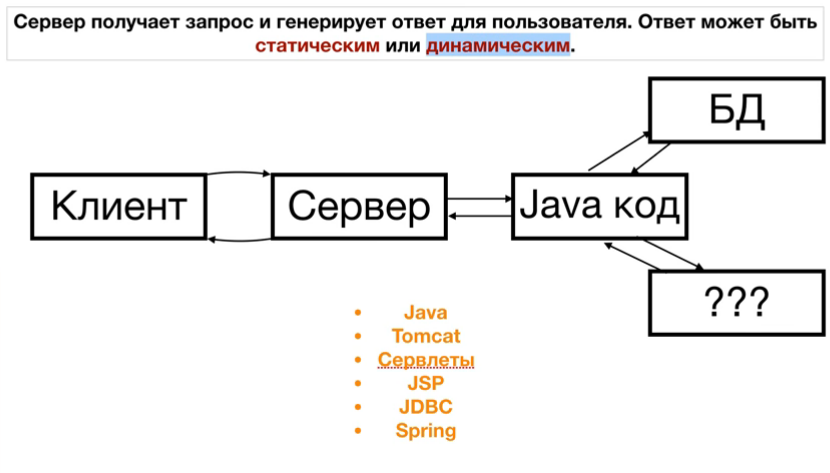 Сервер получает запрос и генерирует ответ для пользователя. Ответ может быть
статическим или динамическим.
БД
Клиент
Сервер
Java код
???
• Java
• Tomcat
• Сервлеты
• JSP
• JDBC
• Spring